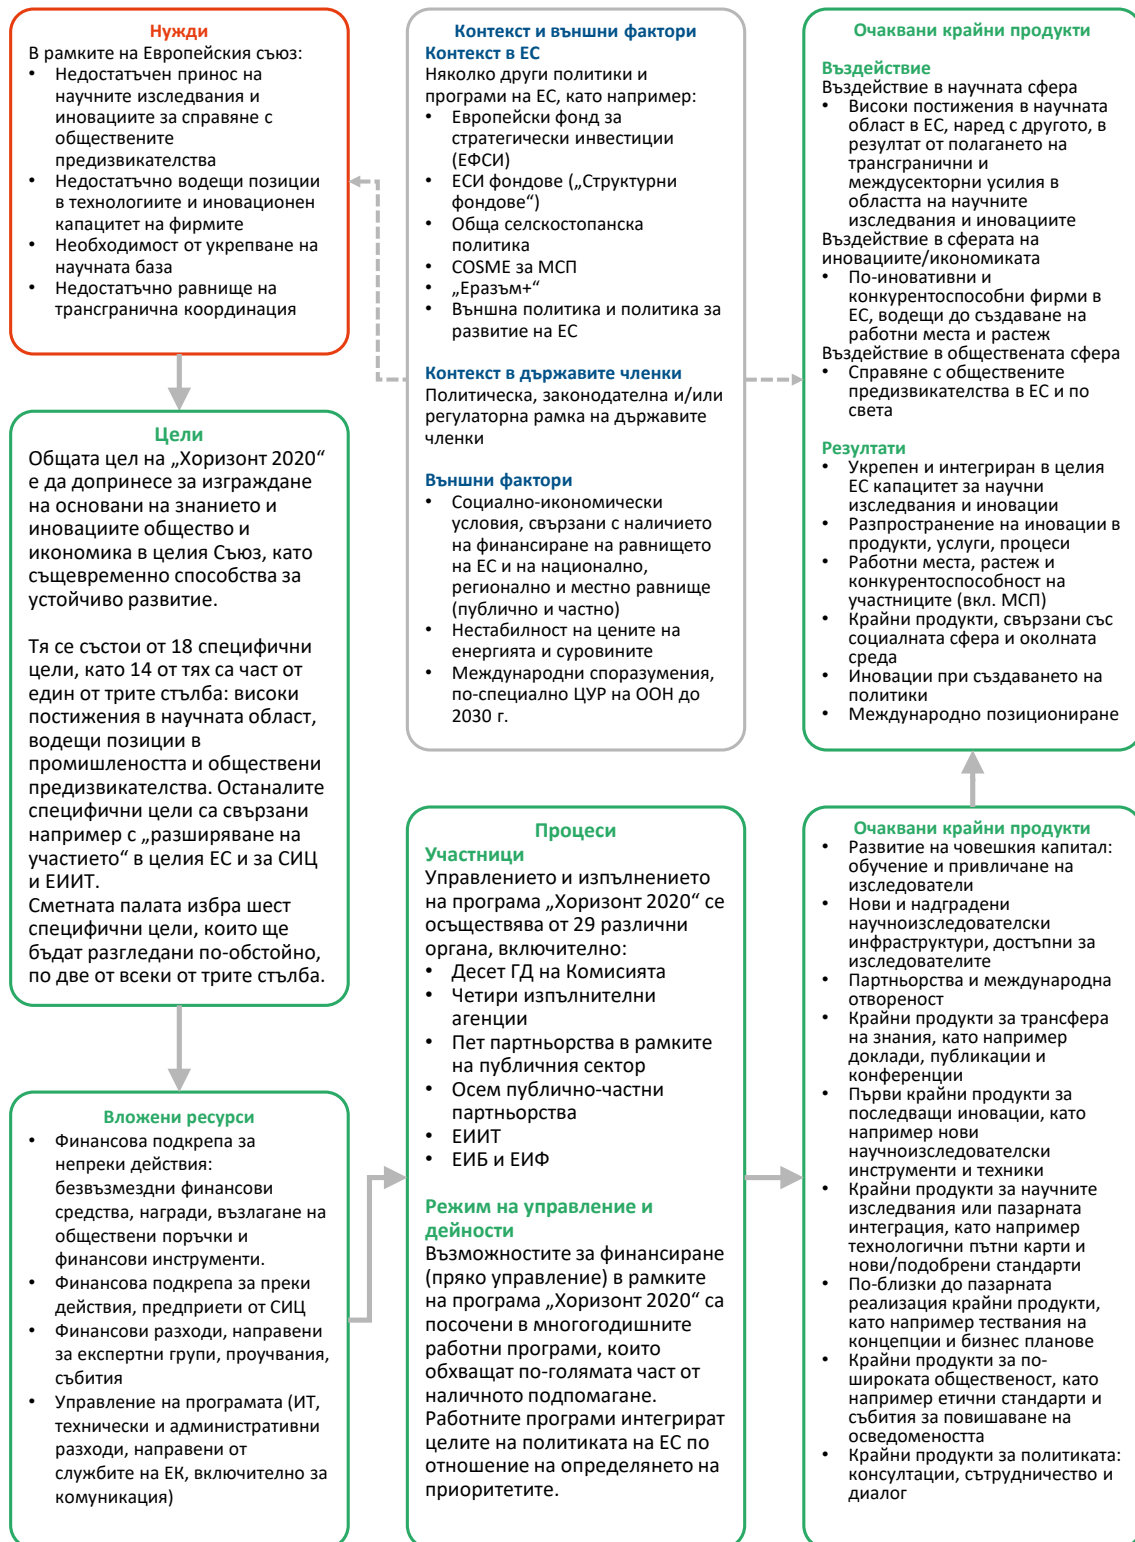 Нужди
В рамките на Европейския съюз:
• Недостатъчен принос на
научните изследвания и
иновациите за справяне с
обществените
предизвикателства
• Недостатъчно водещи позиции
в технологиите и иновационен
капацитет на фирмите
• Необходимост от укрепване на
научната база
• Недостатъчно равнище на
трансгранична координация
Цели
Общата цел на „Хоризонт 2020“
е да допринесе за изграждане
на основани на знанието и
иновациите общество и
икономика в целия Съюз, като
същевременно способства за
устойчиво развитие.
Тя се състои от 18 специфични
цели, като 14 от тях са част от
един от трите стълба: високи
постижения в научната област,
водещи позиции в
промишлеността и обществени
предизвикателства. Останалите
специфични цели са свързани
например с „разширяване на
участието“ в целия ЕС и за СИЦ
и ЕИИТ.
Сметната палата избра шест
специфични цели, които ще
бъдат разгледани по-обстойно,
по две от всеки от трите стълба.
Вложени ресурси
• Финансова подкрепа за
непреки действия:
безвъзмездни финансови
средства, награди, възлагане на
обществени поръчки и
финансови инструменти.
• Финансова подкрепа за преки
действия, предприети от СИЦ
• Финансови разходи, направени
за експертни групи, проучвания,
събития
• Управление на програмата (ИТ,
технически и административни
разходи, направени от
службите на ЕК, включително за
комуникация)
Контекст и външни фактори
Контекст в ЕС
Няколко други политики и
програми на ЕС, като например:
• Европейски фонд за
стратегически инвестиции
(ЕФСИ)
• ЕСИ фондове („Структурни
фондове“)
• Обща селскостопанска
политика
• COSME за МСП
• „Еразъм+“
• Външна политика и политика за
развитие на ЕС
Контекст в държавите членки
Политическа, законодателна и/или
регулаторна рамка на държавите
членки
Външни фактори
• Социално-икономически
условия, свързани с наличието
на финансиране на равнището
на ЕС и на национално,
регионално и местно равнище
(публично и частно)
• Нестабилност на цените на
енергията и суровините
• Международни споразумения,
по-специално ЦУР на ООН до
2030 г.
Процеси
Участници
Управлението и изпълнението
на програма „Хоризонт 2020“ се
осъществява от 29 различни
органа, включително:
• Десет ГД на Комисията
• Четири изпълнителни
агенции
• Пет партньорства в рамките
на публичния сектор
• Осем публично-частни
партньорства
• ЕИИТ
• ЕИБ и ЕИФ
Режим на управление и
дейности
Възможностите за финансиране
(пряко управление) в рамките
на програма „Хоризонт 2020“ са
посочени в многогодишните
работни програми, които
обхващат по-голямата част от
наличното подпомагане.
Работните програми интегрират
целите на политиката на ЕС по
отношение на определянето на
приоритетите.
Очаквани крайни продукти
Въздействие
Въздействие в научната сфера
• Високи постижения в научната
област в ЕС, наред с другото, в
резултат от полагането на
трансгранични и
междусекторни усилия в
областта на научните
изследвания и иновациите
Въздействие в сферата на
иновациите/икономиката
• По-иновативни и
конкурентоспособни фирми в
ЕС, водещи до създаване на
работни места и растеж
Въздействие в обществената сфера
• Справяне с обществените
предизвикателства в ЕС и по
света
Резултати
• Укрепен и интегриран в целия
ЕС капацитет за научни
изследвания и иновации
• Разпространение на иновации в
продукти, услуги, процеси
• Работни места, растеж и
конкурентоспособност на
участниците (вкл. МСП)
• Крайни продукти, свързани със
социалната сфера и околната
среда
• Иновации при създаването на
политики
• Международно позициониране
Очаквани крайни продукти
• Развитие на човешкия капитал:
обучение и привличане на
изследователи
• Нови и надградени
научноизследователски
инфраструктури, достъпни за
изследователите
• Партньорства и международна
отвореност
• Крайни продукти за трансфера
на знания, като например
доклади, публикации и
конференции
• Първи крайни продукти за
последващи иновации, като
например нови
научноизследователски
инструменти и техники
• Крайни продукти за научните
изследвания или пазарната
интеграция, като например
технологични пътни карти и
нови/подобрени стандарти
• По-близки до пазарната
реализация крайни продукти,
като например тествания на
концепции и бизнес планове
• Крайни продукти за по-
широката общественост, като
например етични стандарти и
събития за повишаване на
осведомеността
• Крайни продукти за политиката:
консултации, сътрудничество и
диалог